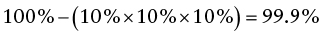 100% − (10% × 10% × 10%) = 99.9%